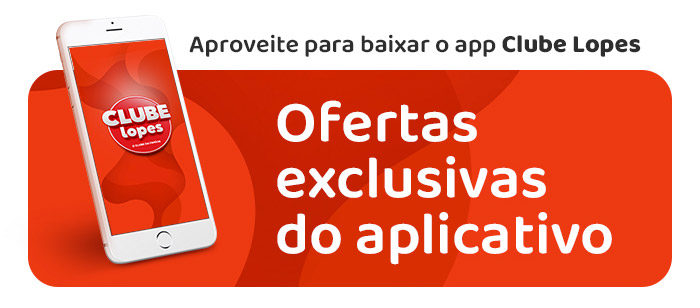 Aproveite para baixar o app Clube Lopes
CLUBE
lopes
Ofertas
exclusivas
do aplicativo